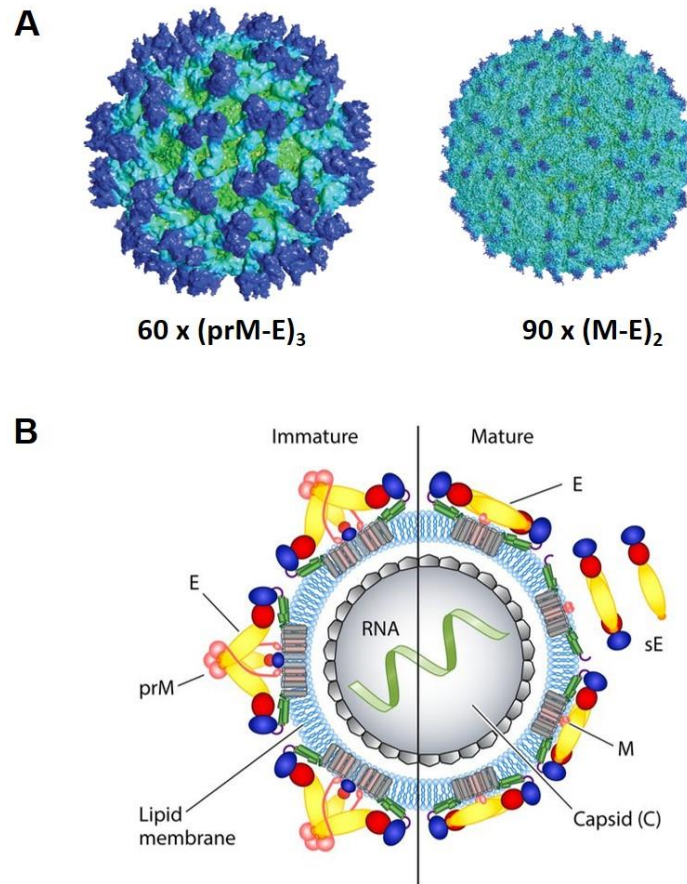 A
60 x (prM-E)₃
90 x (M-E)₂
B
Immature
Mature
E
E
RNA
prM
sE
M
Lipid
membrane
Capsid (C)